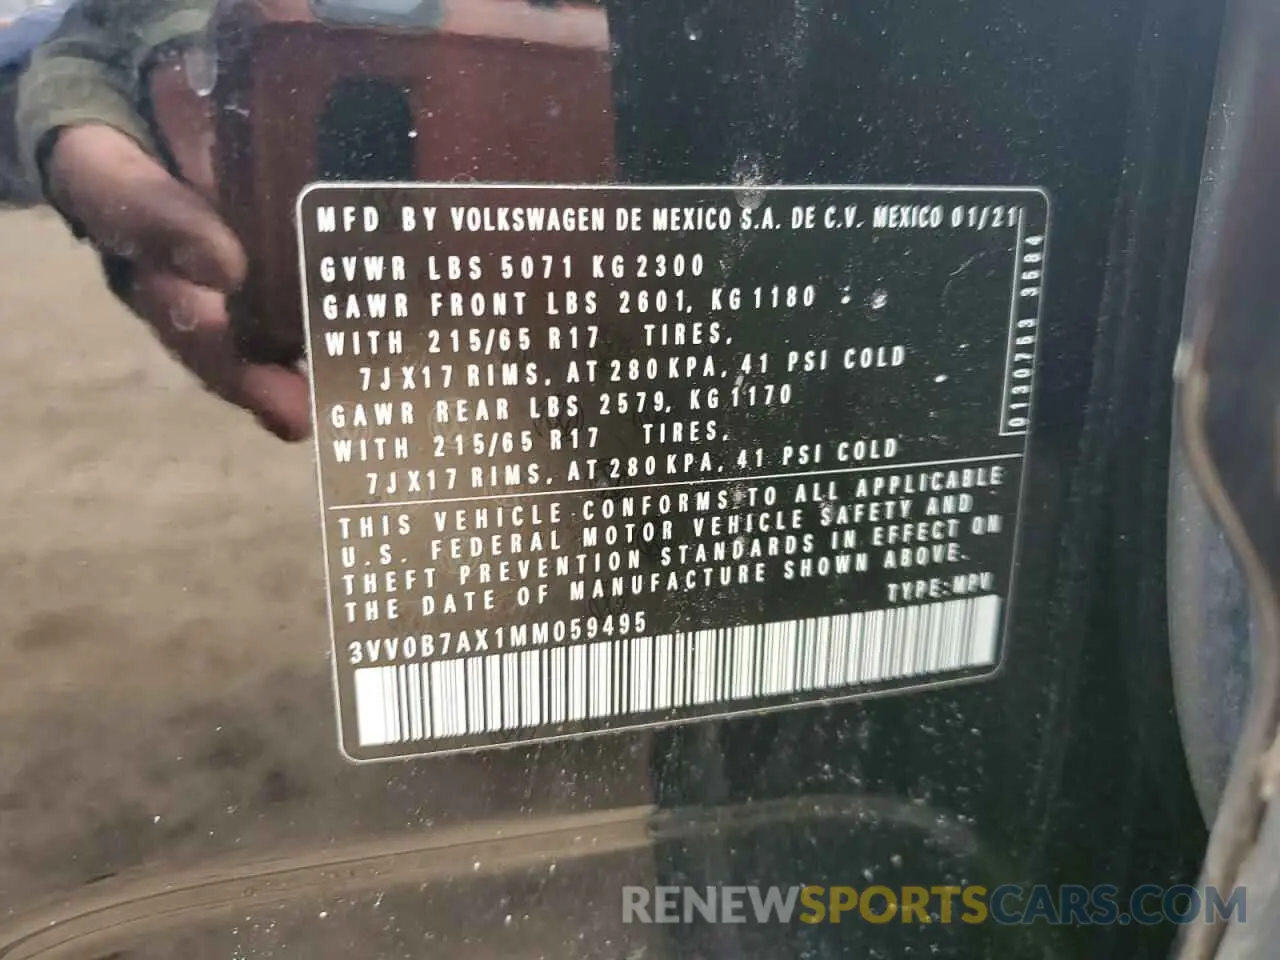 MFD BY VOLKSWAGEN DE MEXICO S.A. DE C.V. MEXICO 01/21
GVWR LBS 5071 KG 2300
GAWR FRONT LBS 2601, KG 1180
WITH 215/65 R17 TIRES,
7JX17 RIMS, AT 280 KPA, 41 PSI COLD
GAWR REAR LBS 2579, KG 1170
WITH 215/65 R17 TIRES,
7JX17 RIMS, AT 280 KPA, 41 PSI COLD
0130753 3584
THIS VEHICLE CONFORMS TO ALL APPLICABLE
U.S. FEDERAL MOTOR VEHICLE SAFETY AND
THEFT PREVENTION STANDARDS IN EFFECT ON
THE DATE OF MANUFACTURE SHOWN ABOVE.
TYPE:MPV
3VV0B7AX1MM059495
RENEWSPORTSCARS.COM